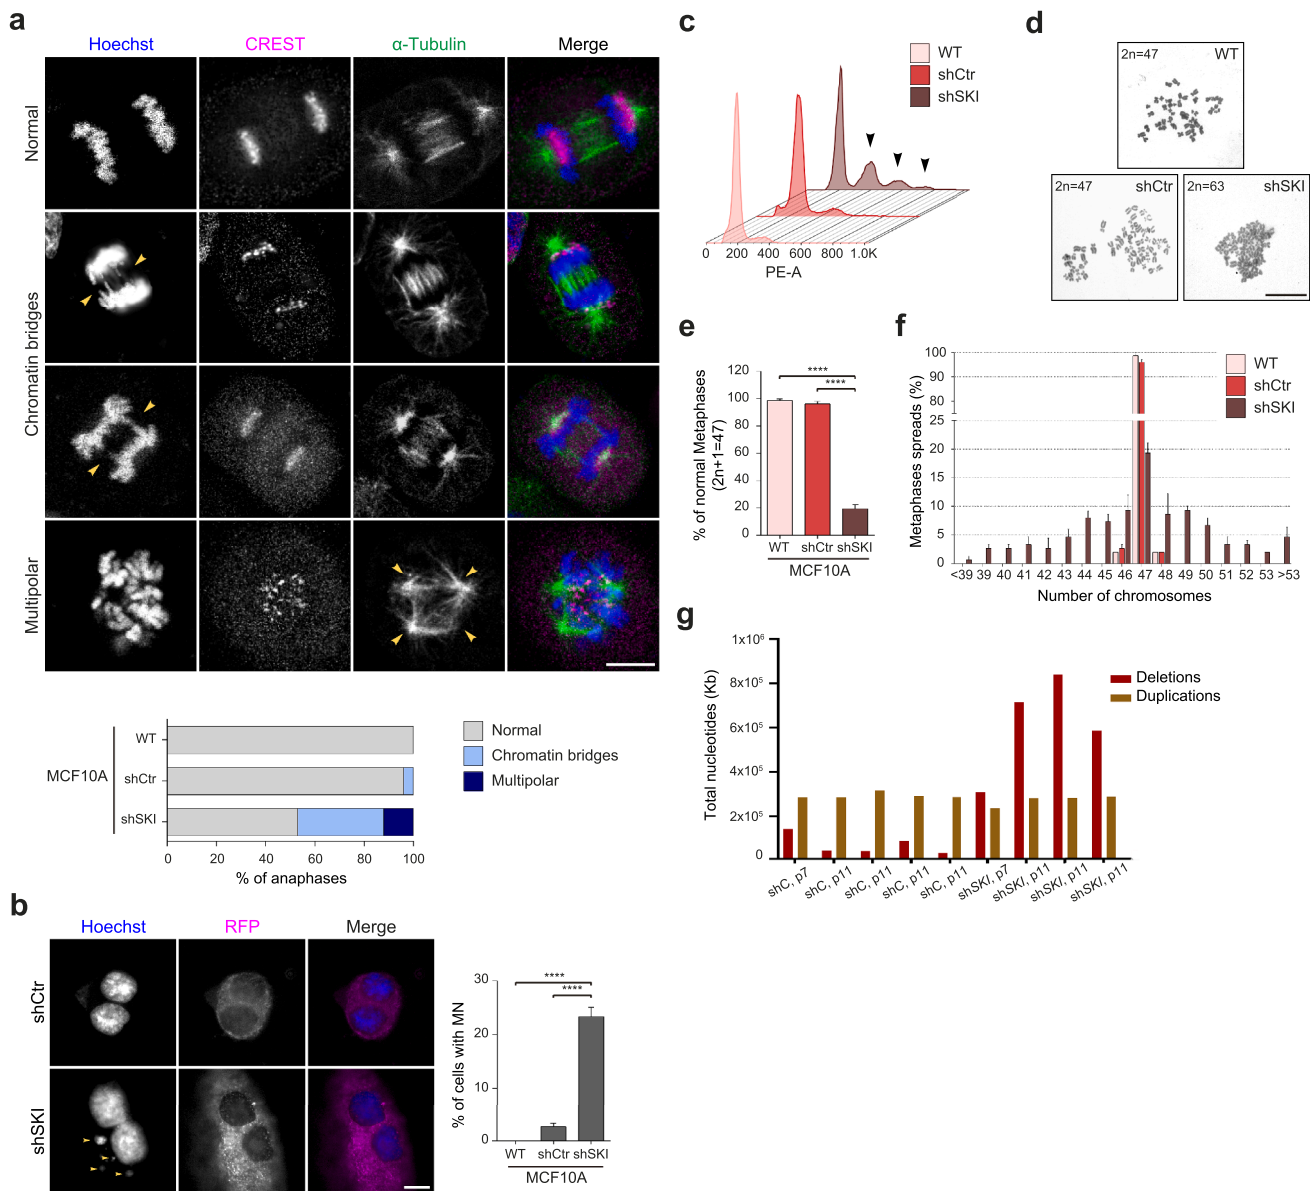 a
Hoechst CREST α-Tubulin Merge
Normal
Chromatin bridges
Multipolar
MCF10A
WT
shCtr
shSKI
0 20 40 60 80 100
% of anaphases
Normal
Chromatin bridges
Multipolar
b
Hoechst RFP Merge
shCtr
shSKI
% of cells with MN
30
20
10
0
****
****
WT shCtr shSKI
MCF10A
c
WT
shCtr
shSKI
0 200 400 600 800 1.0K
PE-A
d
2n=47 WT
2n=47 shCtr
2n=63 shSKI
e
% of normal Metaphases
(2n+1=47)
120
100
80
60
40
20
0
****
****
WT shCtr shSKI
MCF10A
f
Metaphases spreads (%)
100
90
80
25
20
15
10
5
0
WT
shCtr
shSKI
<39 39 40 41 42 43 44 45 46 47 48 49 50 51 52 53 >53
Number of chromosomes
g
Total nucleotides (Kb)
1x10⁶
8x10⁵
6x10⁵
4x10⁵
2x10⁵
0
Deletions
Duplications
shC, p7
shC, p11
shC, p11
shC, p11
shC, p11
shSKI, p7
shSKI, p11
shSKI, p11
shSKI, p11